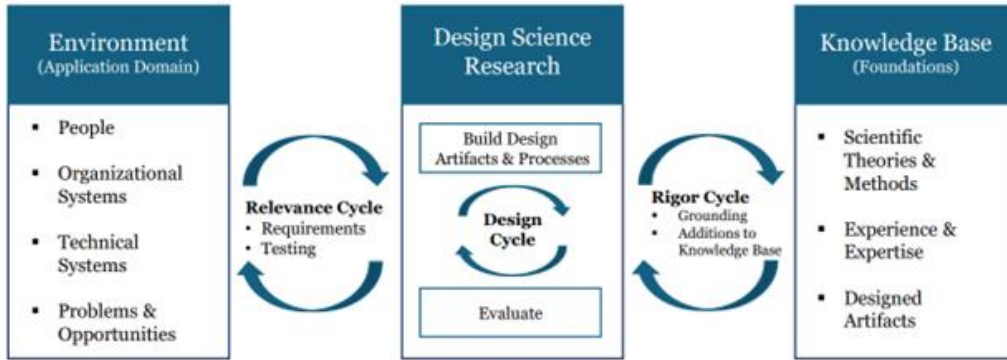 Environment
(Application Domain)
▪ People
▪ Organizational
Systems
▪ Technical
Systems
▪ Problems &
Opportunities
Relevance Cycle
• Requirements
• Testing
Design Science
Research
Build Design
Artifacts & Processes
Design
Cycle
Evaluate
Rigor Cycle
▪ Grounding
▪ Additions to
Knowledge Base
Knowledge Base
(Foundations)
▪ Scientific
Theories &
Methods
▪ Experience &
Expertise
▪ Designed
Artifacts